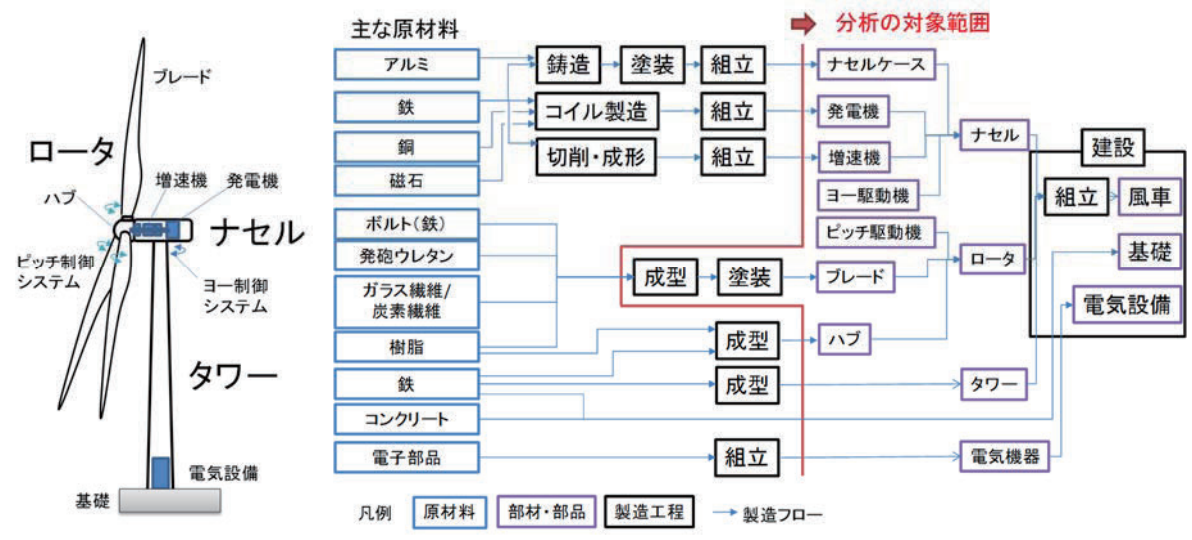 ブレード
ロータ
ハブ
増速機
発電機
ナセル
ピッチ制御
システム
ヨー制御
システム
タワー
電気設備
基礎
主な原材料
分析の対象範囲
アルミ
鋳造
塗装
組立
ナセルケース
鉄
コイル製造
組立
発電機
ナセル
銅
切削・成形
組立
増速機
磁石
ヨー駆動機
建設
組立
風車
ボルト(鉄)
ピッチ駆動機
発砲ウレタン
成型
塗装
ブレード
ロータ
基礎
ガラス繊維/
炭素繊維
電気設備
樹脂
成型
ハブ
鉄
成型
タワー
コンクリート
電子部品
組立
電気機器
凡例
原材料
部材・部品
製造工程
製造フロー